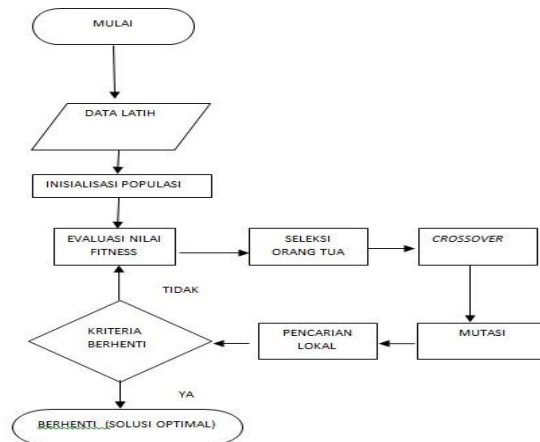 MULAI
DATA LATIH
INISIALISASI POPULASI
EVALUASI NILAI
FITNESS
SELEKSI
ORANG TUA
CROSSOVER
MUTASI
PENCARIAN
LOKAL
KRITERIA
BERHENTI
TIDAK
YA
BERHENTI (SOLUSI OPTIMAL)